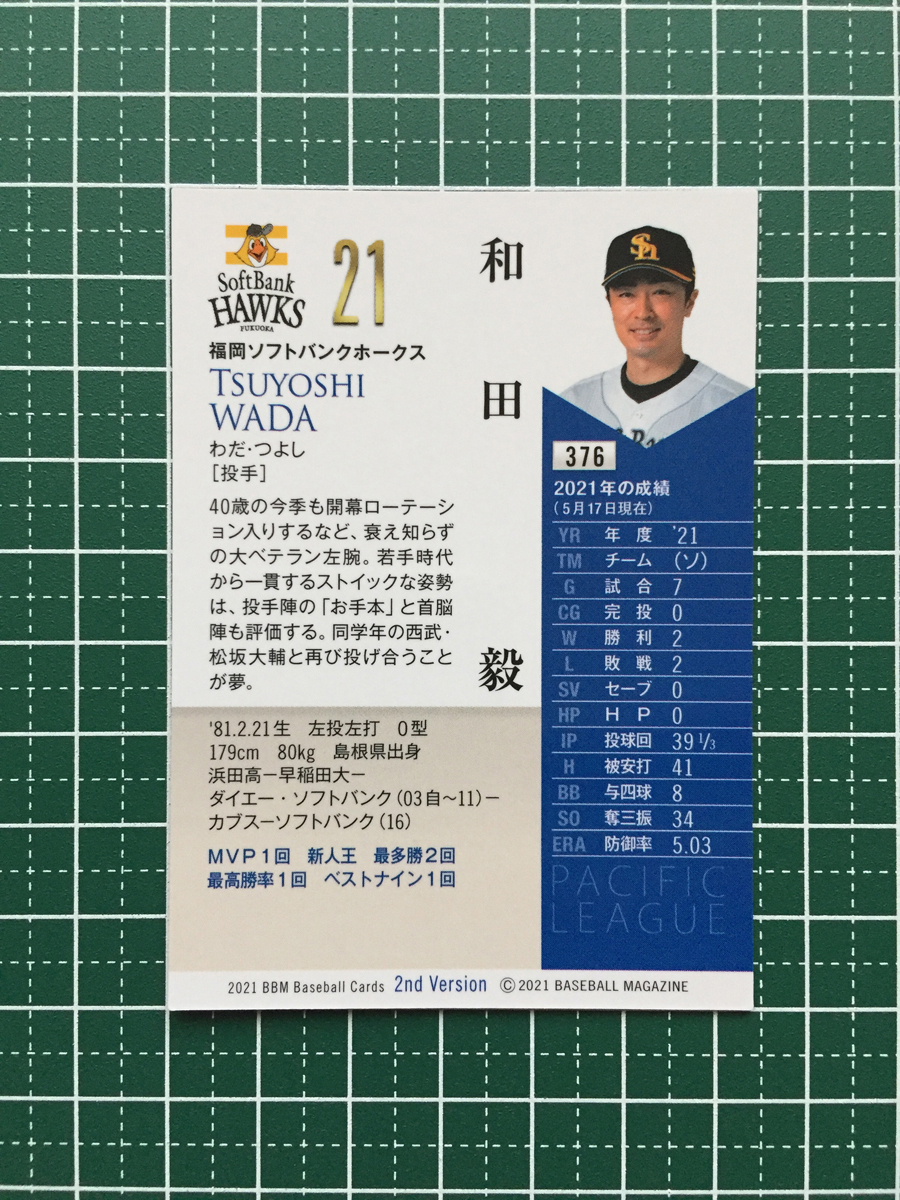 SoftBank
HAWKS
FUKUOKA
21
福岡ソフトバンクホークス
TSUYOSHI
WADA
わだ・つよし
[投手]
和田毅
40歳の今季も開幕ローテーシ
ョン入りするなど、衰え知らず
の大ベテラン左腕。若手時代
から一貫するストイックな姿勢
は、投手陣の「お手本」と首脳
陣も評価する。同学年の西武・
松坂大輔と再び投げ合うこと
が夢。
'81.2.21生 左投左打 O型
179cm 80kg 島根県出身
浜田高ー早稲田大ー
ダイエー・ソフトバンク(03自〜11)ー
カブスーソフトバンク(16)
MVP1回 新人王 最多勝2回
最高勝率1回 ベストナイン1回
Sh
376
2021年の成績
(5月17日現在)
YR 年度 '21
TM チーム (ソ)
G 試合 7
CG 完投 0
W 勝利 2
L 敗戦 2
SV セーブ 0
HP HP 0
IP 投球回 39 1/3
H 被安打 41
BB 与四球 8
SO 奪三振 34
ERA 防御率 5.03
PACIFIC
LEAGUE
2021 BBM Baseball Cards 2nd Version ©2021 BASEBALL MAGAZINE